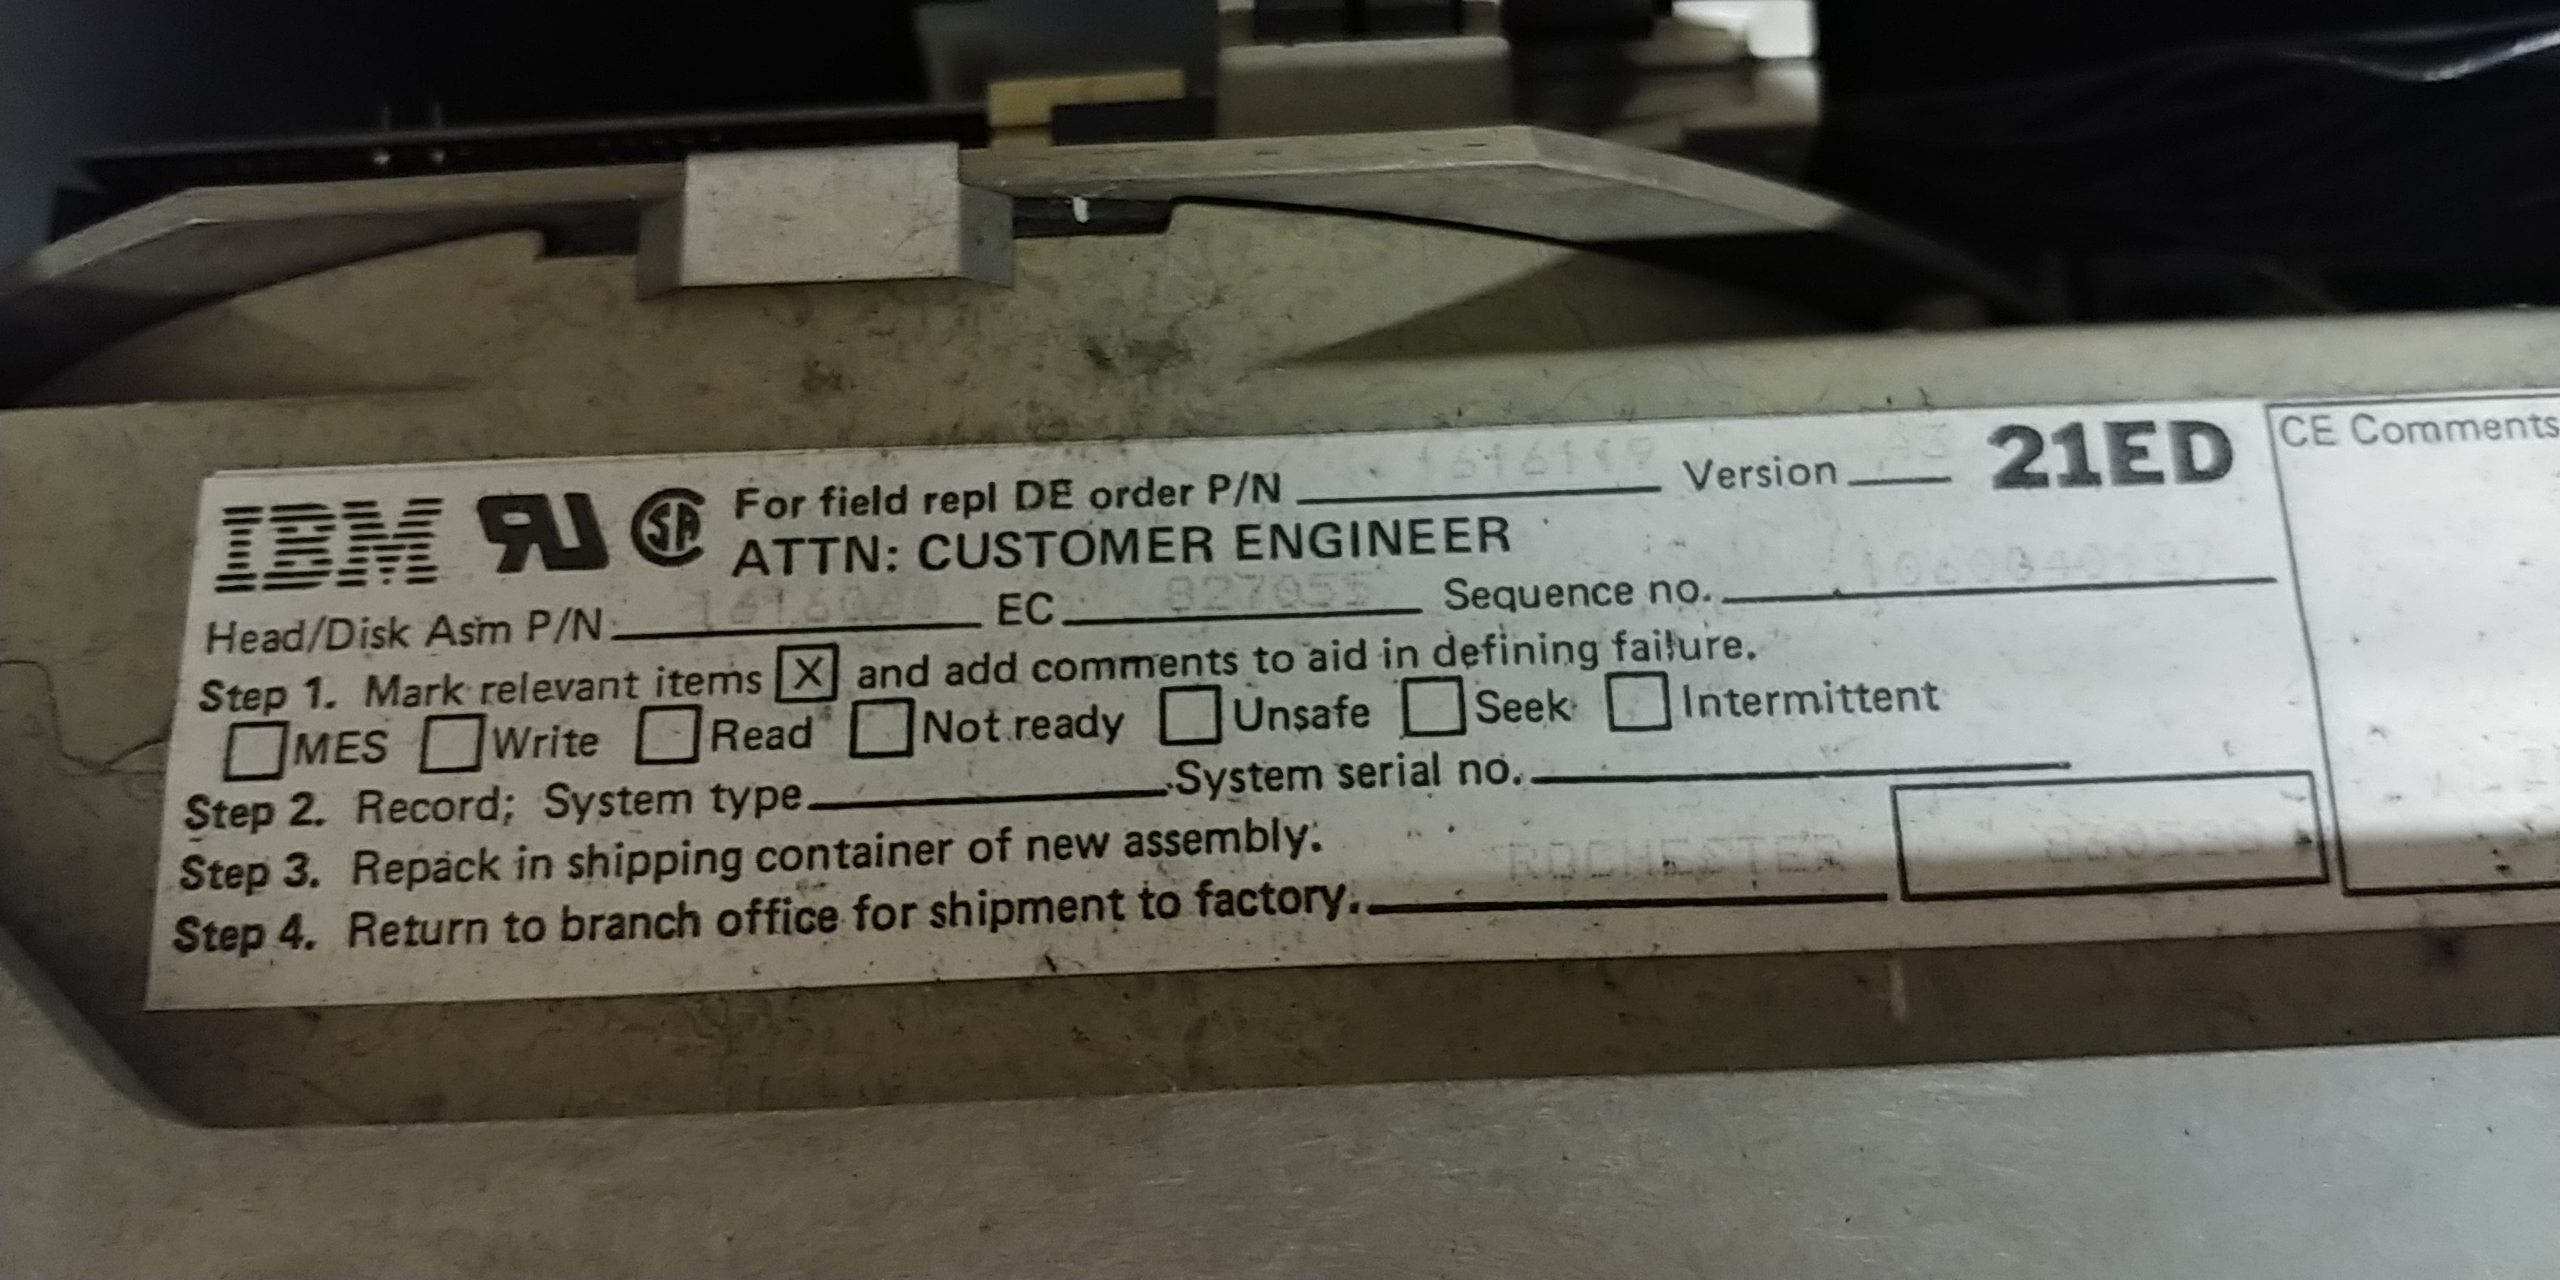 IBM For field repl DE order P/N 1616119 Version 21ED
ATTN: CUSTOMER ENGINEER
Head/Disk Asm P/N EC 827055 Sequence no.
Step 1. Mark relevant items X and add comments to aid in defining failure.
MES Write Read Not ready Unsafe Seek Intermittent
Step 2. Record; System type System serial no.
Step 3. Repack in shipping container of new assembly.
Step 4. Return to branch office for shipment to factory. ROCHESTER
CE Comments